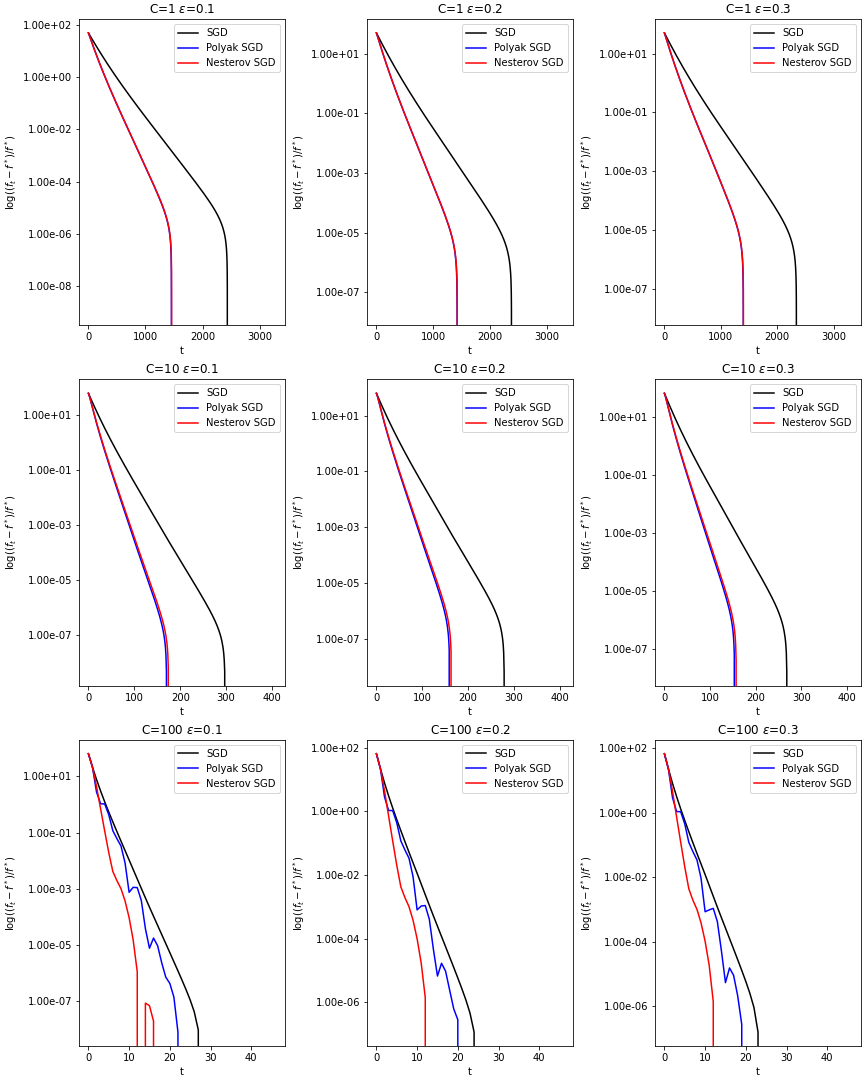 C=1 ε=0.1
1.00e+02
1.00e+00
1.00e-02
1.00e-04
1.00e-06
1.00e-08
log((f_t − f*)/f*)
SGD
Polyak SGD
Nesterov SGD
0 1000 2000 3000
t
C=1 ε=0.2
1.00e+01
1.00e-01
1.00e-03
1.00e-05
1.00e-07
log((f_t − f*)/f*)
SGD
Polyak SGD
Nesterov SGD
0 1000 2000 3000
t
C=1 ε=0.3
1.00e+01
1.00e-01
1.00e-03
1.00e-05
1.00e-07
log((f_t − f*)/f*)
SGD
Polyak SGD
Nesterov SGD
0 1000 2000 3000
t
C=10 ε=0.1
1.00e+01
1.00e-01
1.00e-03
1.00e-05
1.00e-07
log((f_t − f*)/f*)
SGD
Polyak SGD
Nesterov SGD
0 100 200 300 400
t
C=10 ε=0.2
1.00e+01
1.00e-01
1.00e-03
1.00e-05
1.00e-07
log((f_t − f*)/f*)
SGD
Polyak SGD
Nesterov SGD
0 100 200 300 400
t
C=10 ε=0.3
1.00e+01
1.00e-01
1.00e-03
1.00e-05
1.00e-07
log((f_t − f*)/f*)
SGD
Polyak SGD
Nesterov SGD
0 100 200 300 400
t
C=100 ε=0.1
1.00e+01
1.00e-01
1.00e-03
1.00e-05
1.00e-07
log((f_t − f*)/f*)
SGD
Polyak SGD
Nesterov SGD
0 10 20 30 40
t
C=100 ε=0.2
1.00e+02
1.00e+00
1.00e-02
1.00e-04
1.00e-06
log((f_t − f*)/f*)
SGD
Polyak SGD
Nesterov SGD
0 10 20 30 40
t
C=100 ε=0.3
1.00e+02
1.00e+00
1.00e-02
1.00e-04
1.00e-06
log((f_t − f*)/f*)
SGD
Polyak SGD
Nesterov SGD
0 10 20 30 40
t